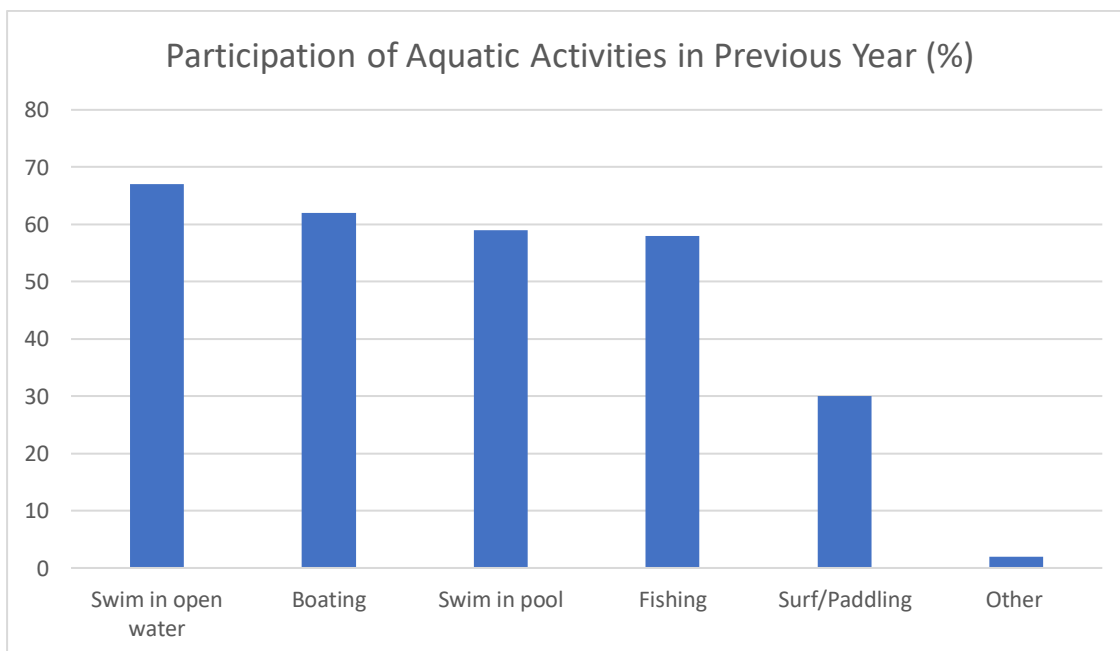 Participation of Aquatic Activities in Previous Year (%)
80
70
60
50
40
30
20
10
0
Swim in open
water
Boating
Swim in pool
Fishing
Surf/Paddling
Other